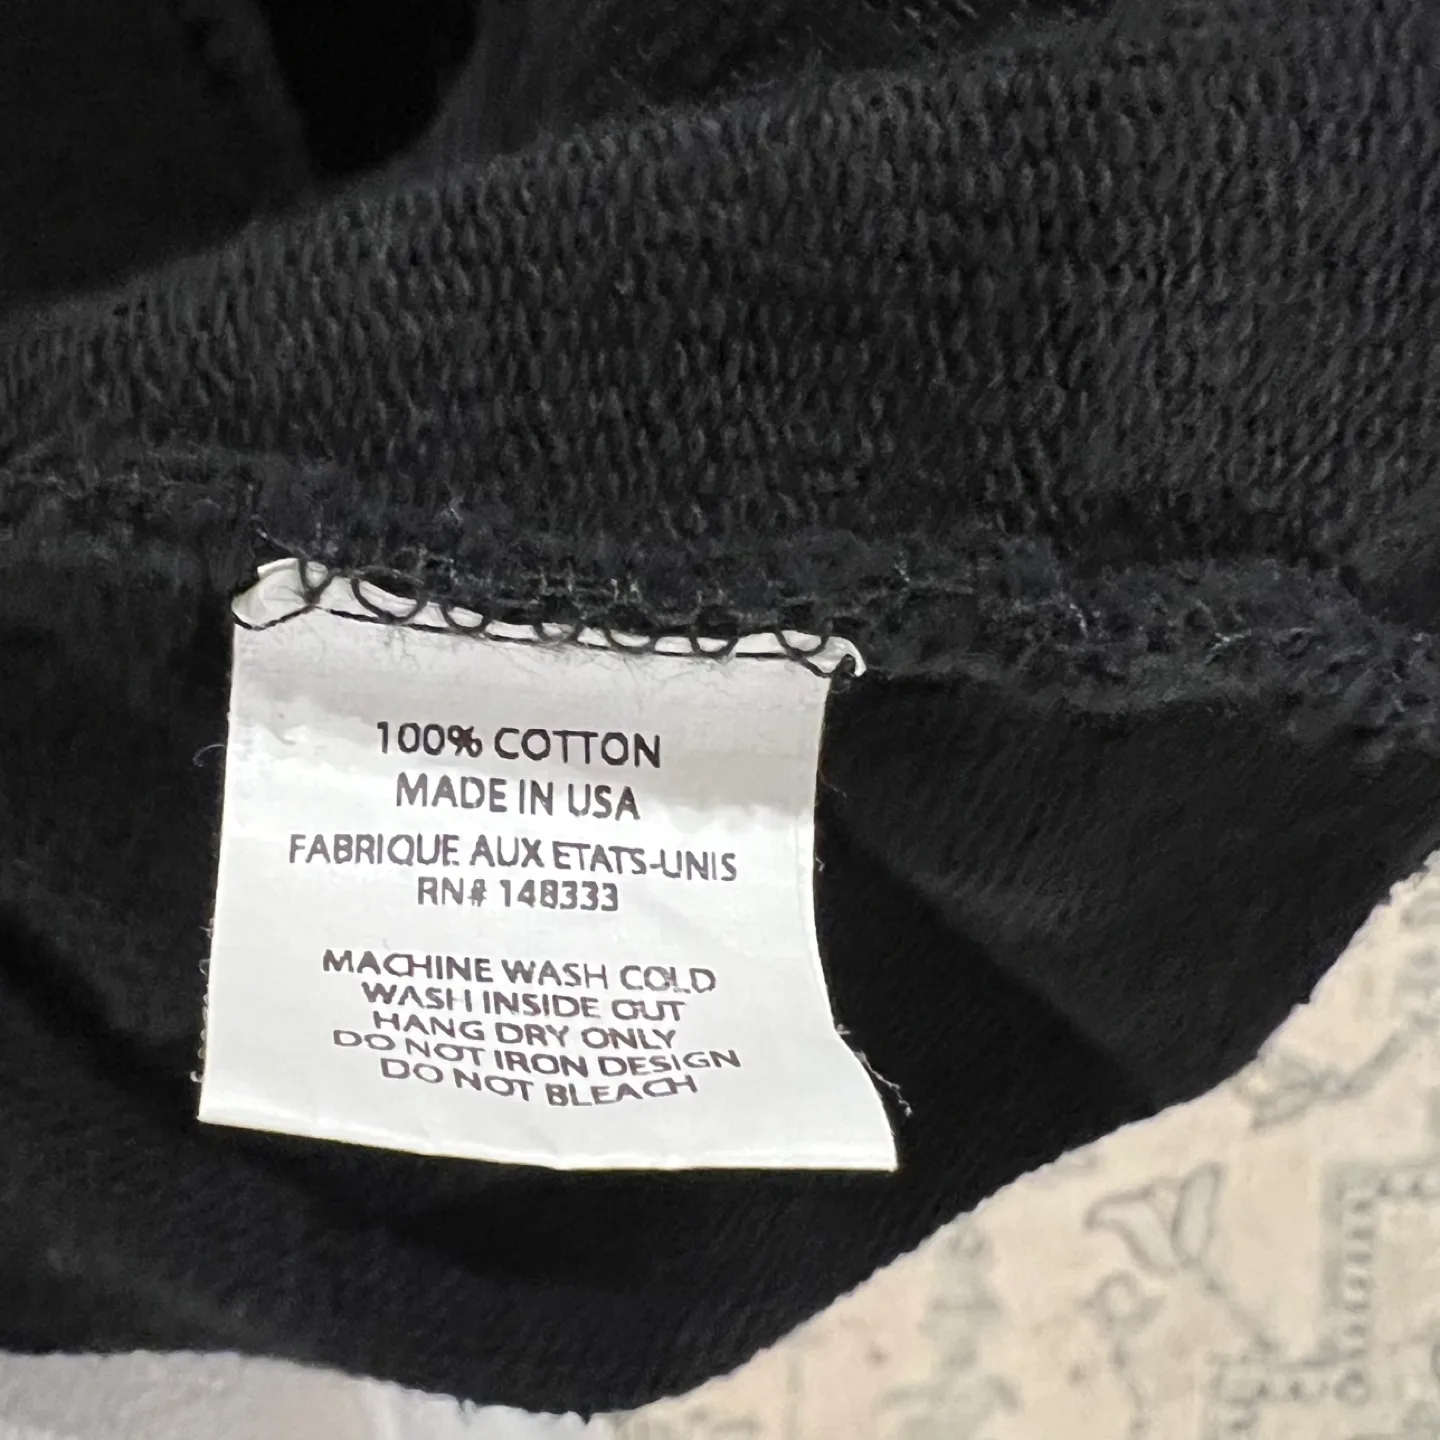 100% COTTON
MADE IN USA
FABRIQUE AUX ETATS-UNIS
RN# 148333
MACHINE WASH COLD
WASH INSIDE OUT
HANG DRY ONLY
DO NOT IRON DESIGN
DO NOT BLEACH